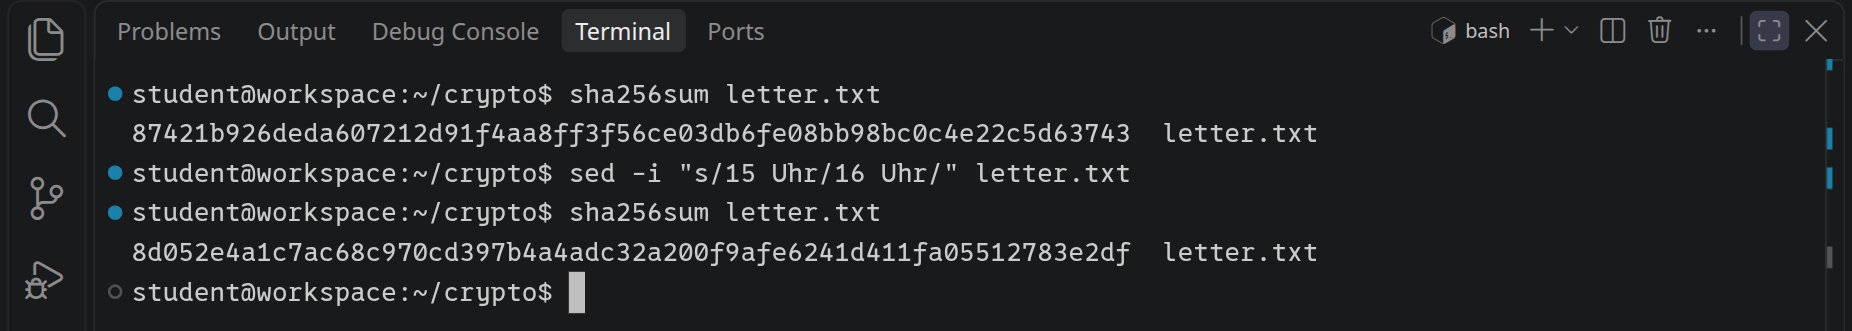 Problems Output Debug Console Terminal Ports bash
student@workspace:~/crypto$ sha256sum letter.txt
87421b926deda607212d91f4aa8ff3f56ce03db6fe08bb98bc0c4e22c5d63743  letter.txt
student@workspace:~/crypto$ sed -i "s/15 Uhr/16 Uhr/" letter.txt
student@workspace:~/crypto$ sha256sum letter.txt
8d052e4a1c7ac68c970cd397b4a4adc32a200f9afe6241d411fa05512783e2df  letter.txt
student@workspace:~/crypto$